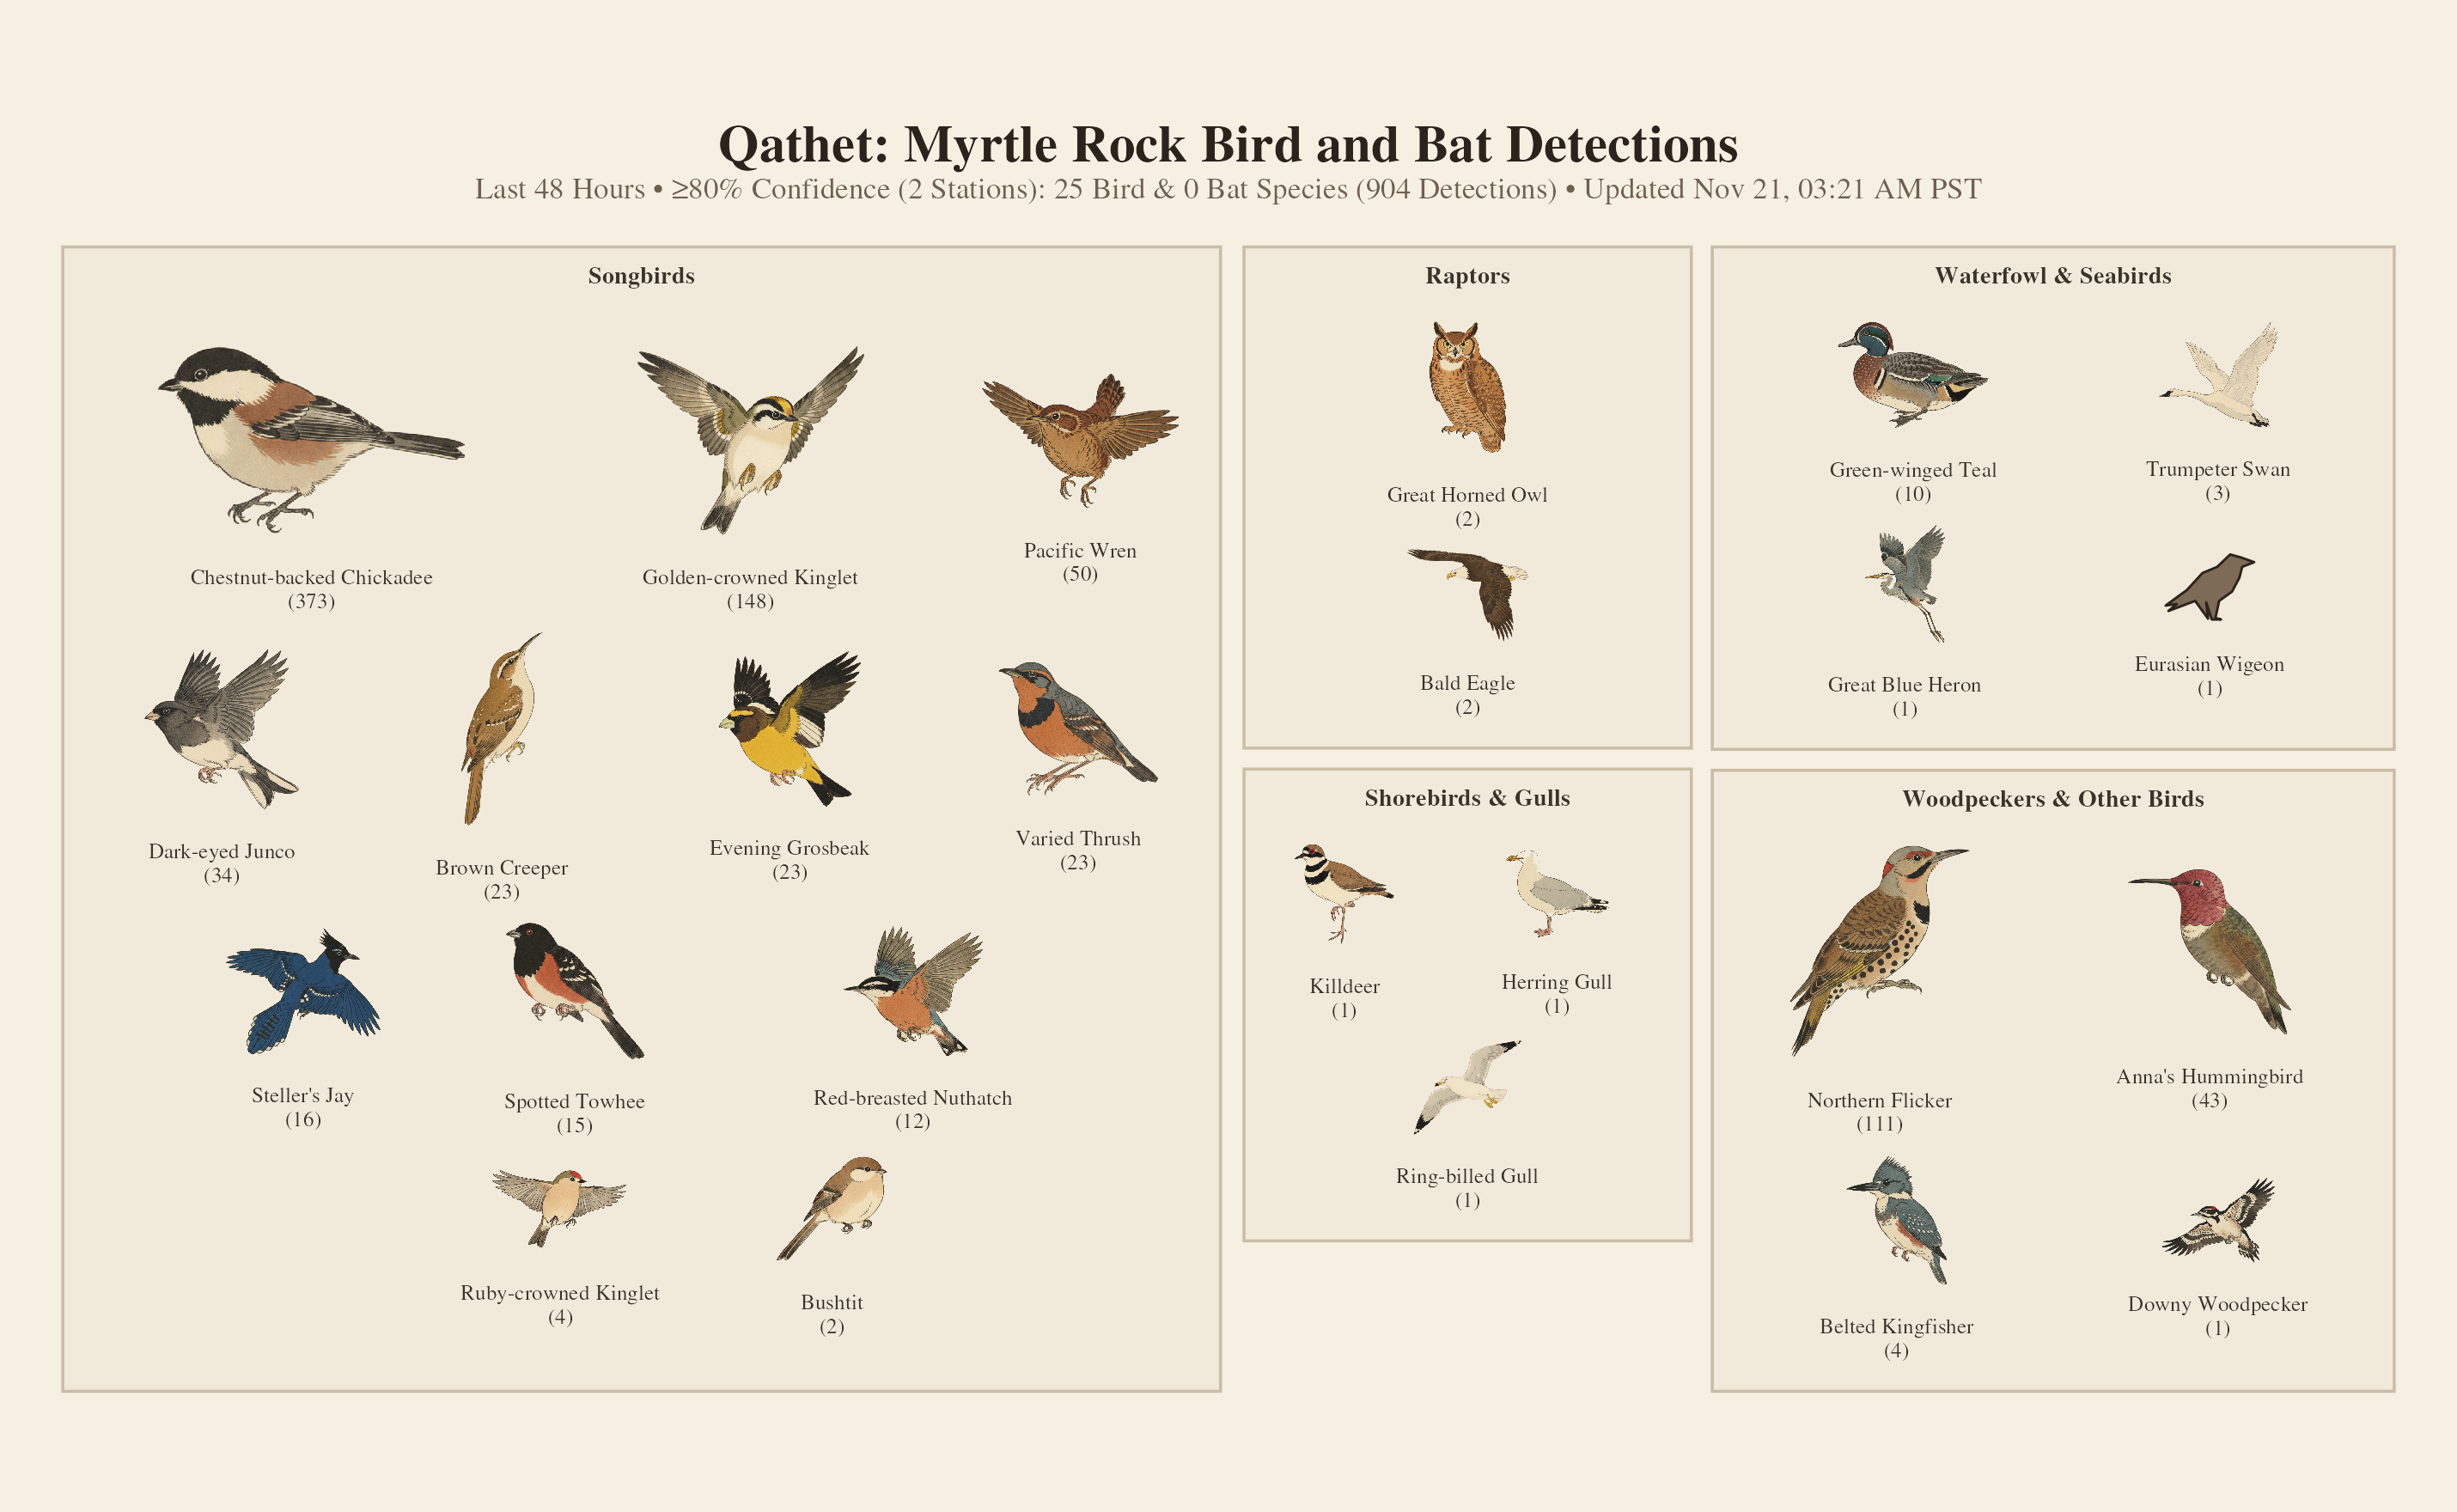 Qathet: Myrtle Rock Bird and Bat Detections
Last 48 Hours • ≥80% Confidence (2 Stations): 25 Bird & 0 Bat Species (904 Detections) • Updated Nov 21, 03:21 AM PST
Songbirds
Chestnut-backed Chickadee
(373)
Golden-crowned Kinglet
(148)
Pacific Wren
(50)
Dark-eyed Junco
(34)
Brown Creeper
(23)
Evening Grosbeak
(23)
Varied Thrush
(23)
Steller's Jay
(16)
Spotted Towhee
(15)
Red-breasted Nuthatch
(12)
Ruby-crowned Kinglet
(4)
Bushtit
(2)
Raptors
Great Horned Owl
(2)
Bald Eagle
(2)
Waterfowl & Seabirds
Green-winged Teal
(10)
Trumpeter Swan
(3)
Great Blue Heron
(1)
Eurasian Wigeon
(1)
Shorebirds & Gulls
Killdeer
(1)
Herring Gull
(1)
Ring-billed Gull
(1)
Woodpeckers & Other Birds
Northern Flicker
(111)
Anna's Hummingbird
(43)
Belted Kingfisher
(4)
Downy Woodpecker
(1)